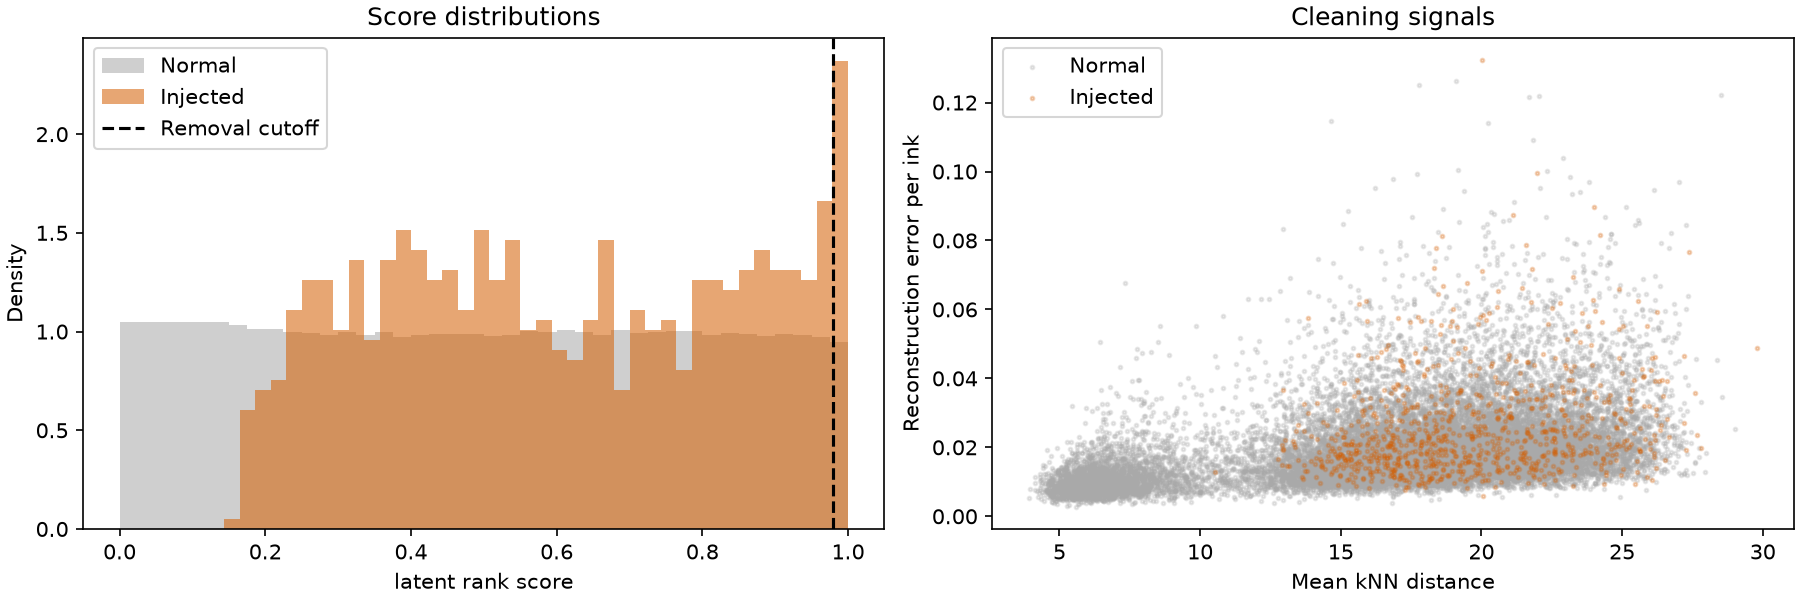 Score distributions
Normal
Injected
Removal cutoff
Density
2.0
1.5
1.0
0.5
0.0
0.0 0.2 0.4 0.6 0.8 1.0
latent rank score
Cleaning signals
Normal
Injected
Reconstruction error per ink
0.12
0.10
0.08
0.06
0.04
0.02
0.00
5 10 15 20 25 30
Mean kNN distance